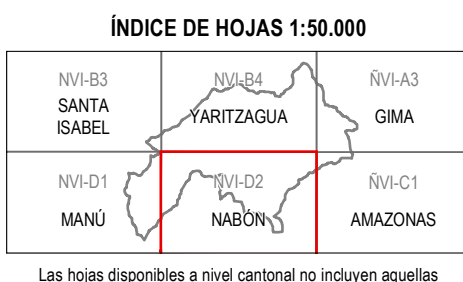 ÍNDICE DE HOJAS 1:50.000
NVI-B3
SANTA
ISABEL
NVI-B4
YARITZAGUA
ÑVI-A3
GIMA
NVI-D1
MANÚ
ÑVI-D2
NABÓN
ÑVI-C1
AMAZONAS
Las hojas disponibles a nivel cantonal no incluyen aquellas